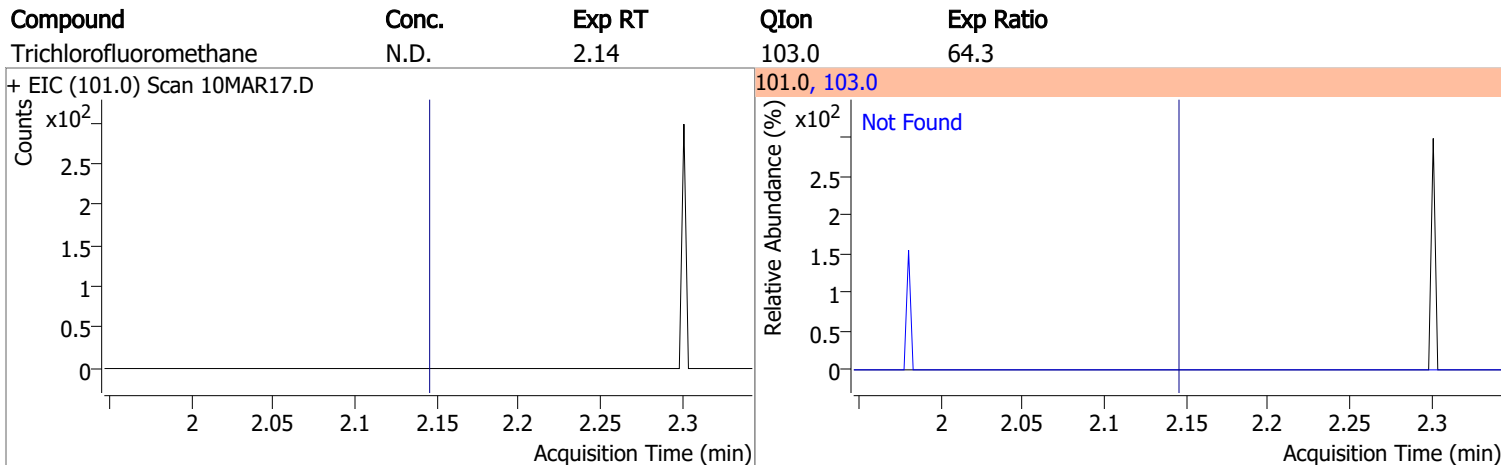 Compound Conc. Exp RT QIon Exp Ratio
Trichlorofluoromethane N.D. 2.14 103.0 64.3
+ EIC (101.0) Scan 10MAR17.D
Counts
x10²
2.5
2
1.5
1
0.5
0
2 2.05 2.1 2.15 2.2 2.25 2.3
Acquisition Time (min)
101.0, 103.0
Relative Abundance (%)
x10²
Not Found
2.5
2
1.5
1
0.5
0
2 2.05 2.1 2.15 2.2 2.25 2.3
Acquisition Time (min)